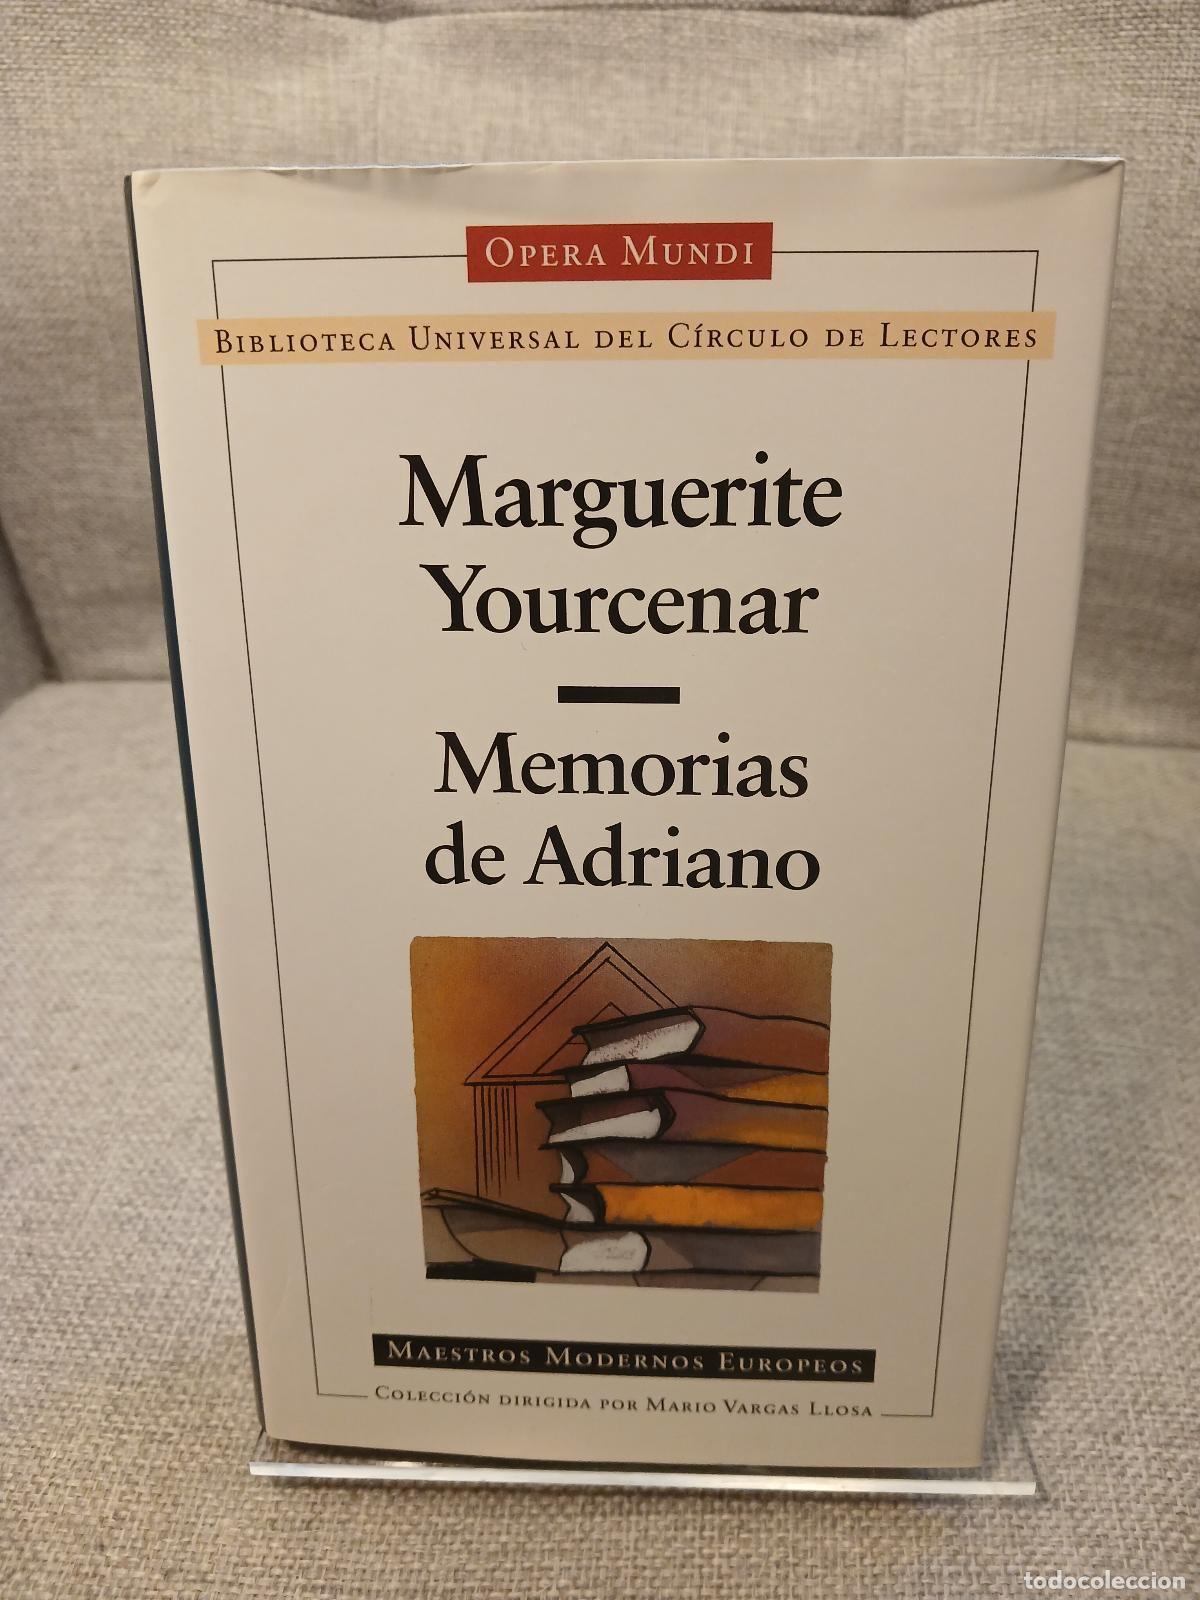 OPERA MUNDI
BIBLIOTECA UNIVERSAL DEL CÍRCULO DE LECTORES
Marguerite
Yourcenar
Memorias
de Adriano
MAESTROS MODERNOS EUROPEOS
COLECCIÓN DIRIGIDA POR MARIO VARGAS LLOSA
todocoleccion